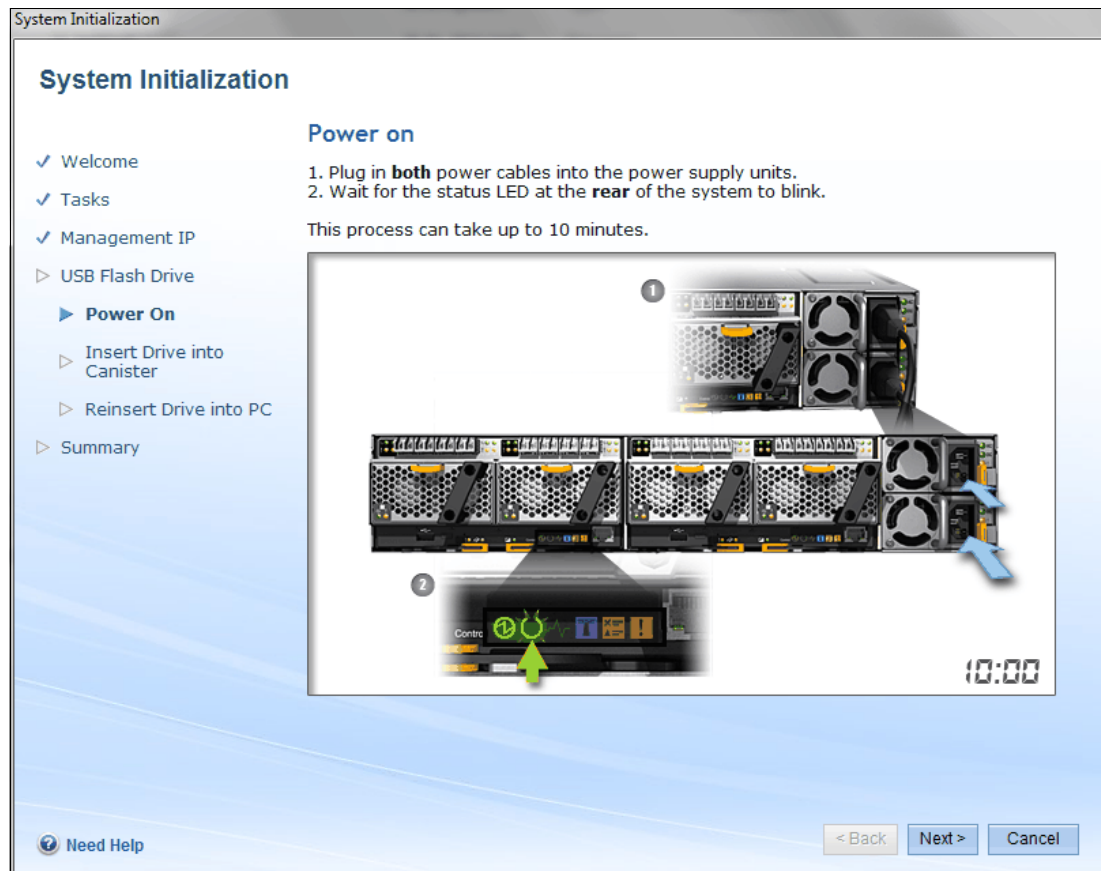 System Initialization
System Initialization
Welcome
Tasks
Management IP
USB Flash Drive
Power On
Insert Drive into
Canister
Reinsert Drive into PC
Summary
Power on
1. Plug in both power cables into the power supply units.
2. Wait for the status LED at the rear of the system to blink.
This process can take up to 10 minutes.
1
2
Contro
10:00
Need Help
< Back
Next >
Cancel